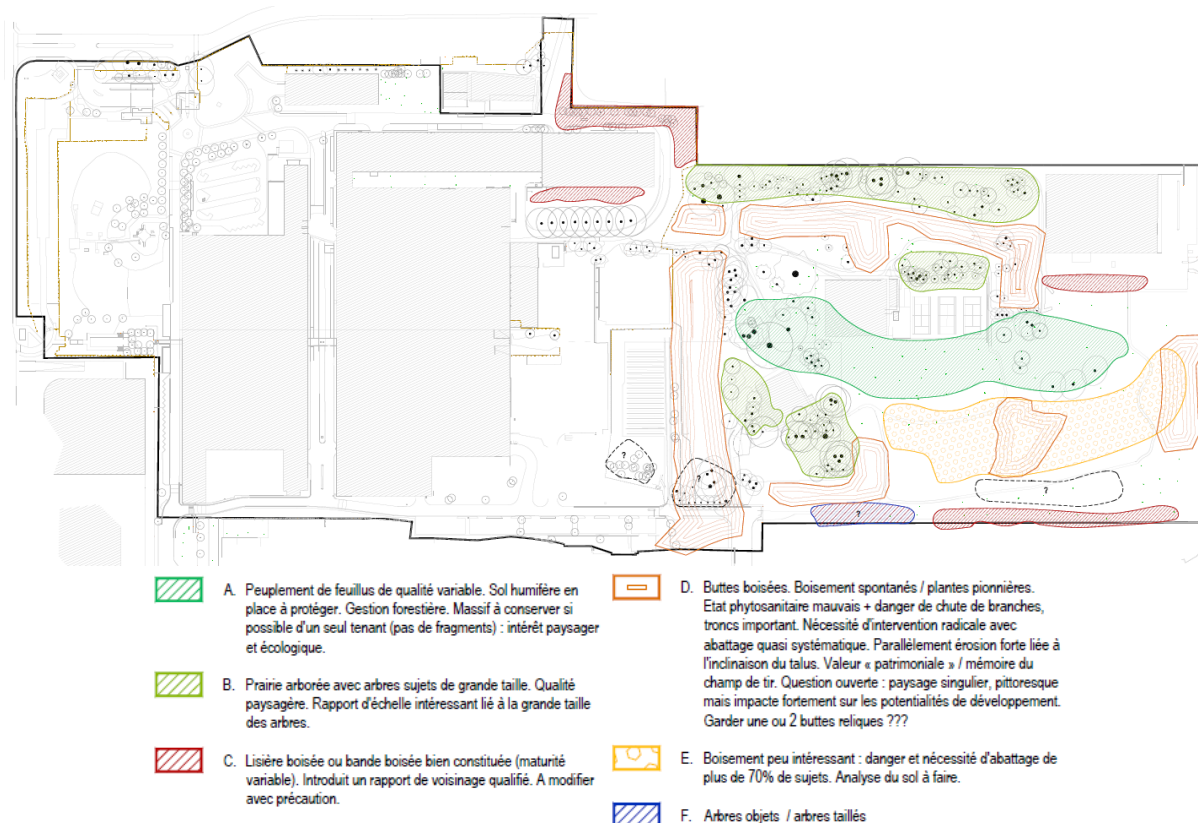 ?
?
?
?
A. Peuplement de feuillus de qualité variable. Sol humifère en
place à protéger. Gestion forestière. Massif à conserver si
possible d'un seul tenant (pas de fragments) : intérêt paysager
et écologique.
B. Prairie arborée avec arbres sujets de grande taille. Qualité
paysagère. Rapport d'échelle intéressant lié à la grande taille
des arbres.
C. Lisière boisée ou bande boisée bien constituée (maturité
variable). Introduit un rapport de voisinage qualifié. A modifier
avec précaution.
D. Buttes boisées. Boisement spontanés / plantes pionnières.
Etat phytosanitaire mauvais + danger de chute de branches,
troncs important. Nécessité d'intervention radicale avec
abattage quasi systématique. Parallèlement érosion forte liée à
l'inclinaison du talus. Valeur « patrimoniale » / mémoire du
champ de tir. Question ouverte : paysage singulier, pittoresque
mais impacte fortement sur les potentialités de développement.
Garder une ou 2 buttes reliques ???
E. Boisement peu intéressant : danger et nécessité d'abattage de
plus de 70% de sujets. Analyse du sol à faire.
F. Arbres objets / arbres taillés